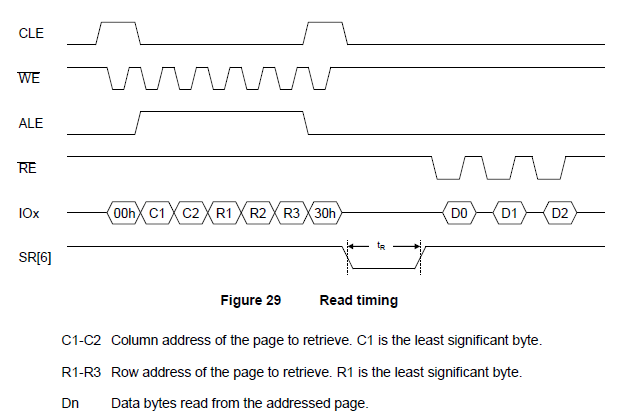 CLE
WE
ALE
RE
IOx 00h C1 C2 R1 R2 R3 30h D0 D1 D2
SR[6] tR
Figure 29 Read timing
C1-C2 Column address of the page to retrieve. C1 is the least significant byte.
R1-R3 Row address of the page to retrieve. R1 is the least significant byte.
Dn Data bytes read from the addressed page.